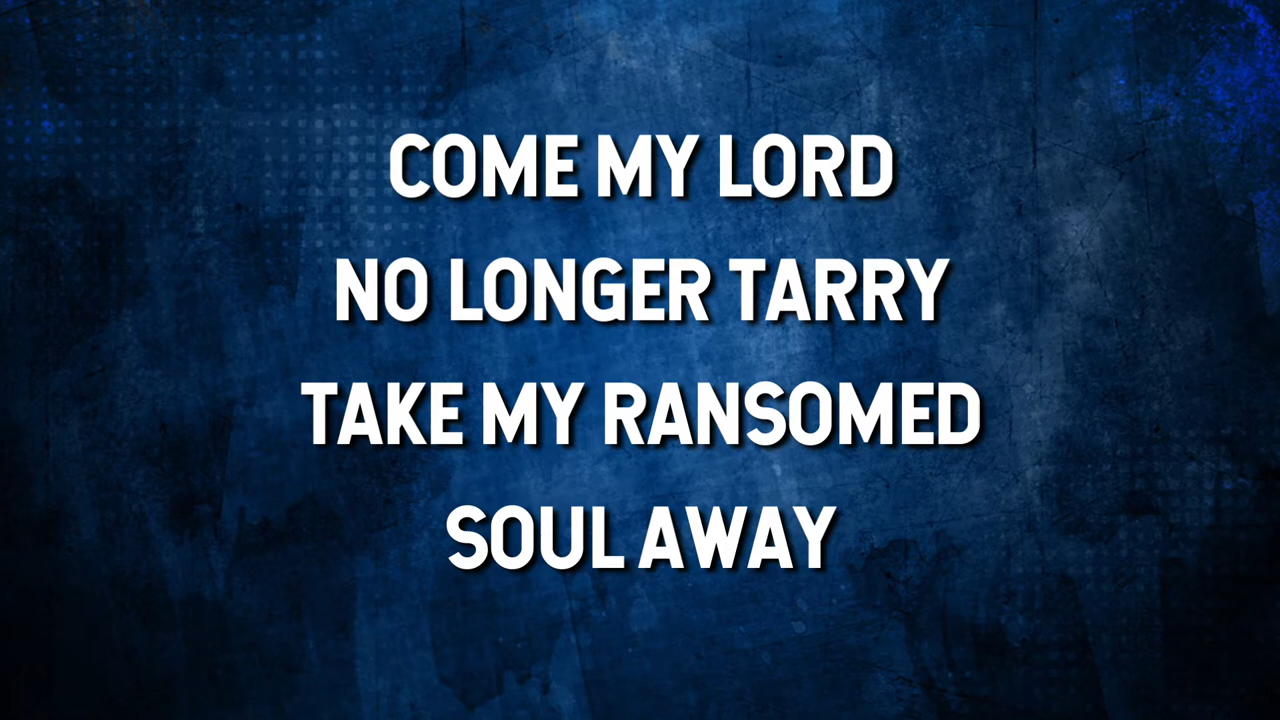 COME MY LORD
NO LONGER TARRY
TAKE MY RANSOMED
SOUL AWAY